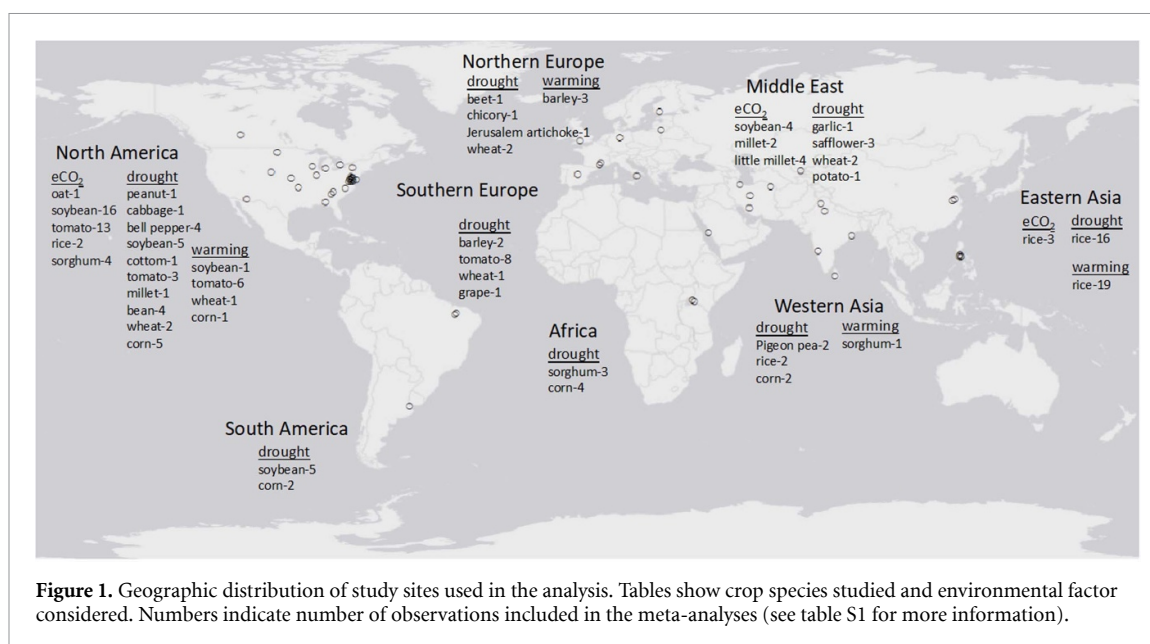 Northern Europe
drought warming
beet-1 barley-3
chicory-1
Jerusalem artichoke-1
wheat-2
Middle East
eCO2 drought
soybean-4 garlic-1
millet-2 safflower-3
little millet-4 wheat-2
potato-1
North America
eCO2 drought
oat-1 peanut-1
soybean-16 cabbage-1
tomato-13 bell pepper-4
rice-2 soybean-5
sorghum-4 cottom-1
tomato-3
millet-1
bean-4
wheat-2
corn-5
warming
soybean-1
tomato-6
wheat-1
corn-1
Southern Europe
drought
barley-2
tomato-8
wheat-1
grape-1
Eastern Asia
eCO2 drought
rice-3 rice-16
warming
rice-19
Western Asia
drought warming
Pigeon pea-2 sorghum-1
rice-2
corn-2
Africa
drought
sorghum-3
corn-4
South America
drought
soybean-5
corn-2
Figure 1. Geographic distribution of study sites used in the analysis. Tables show crop species studied and environmental factor
considered. Numbers indicate number of observations included in the meta-analyses (see table S1 for more information).